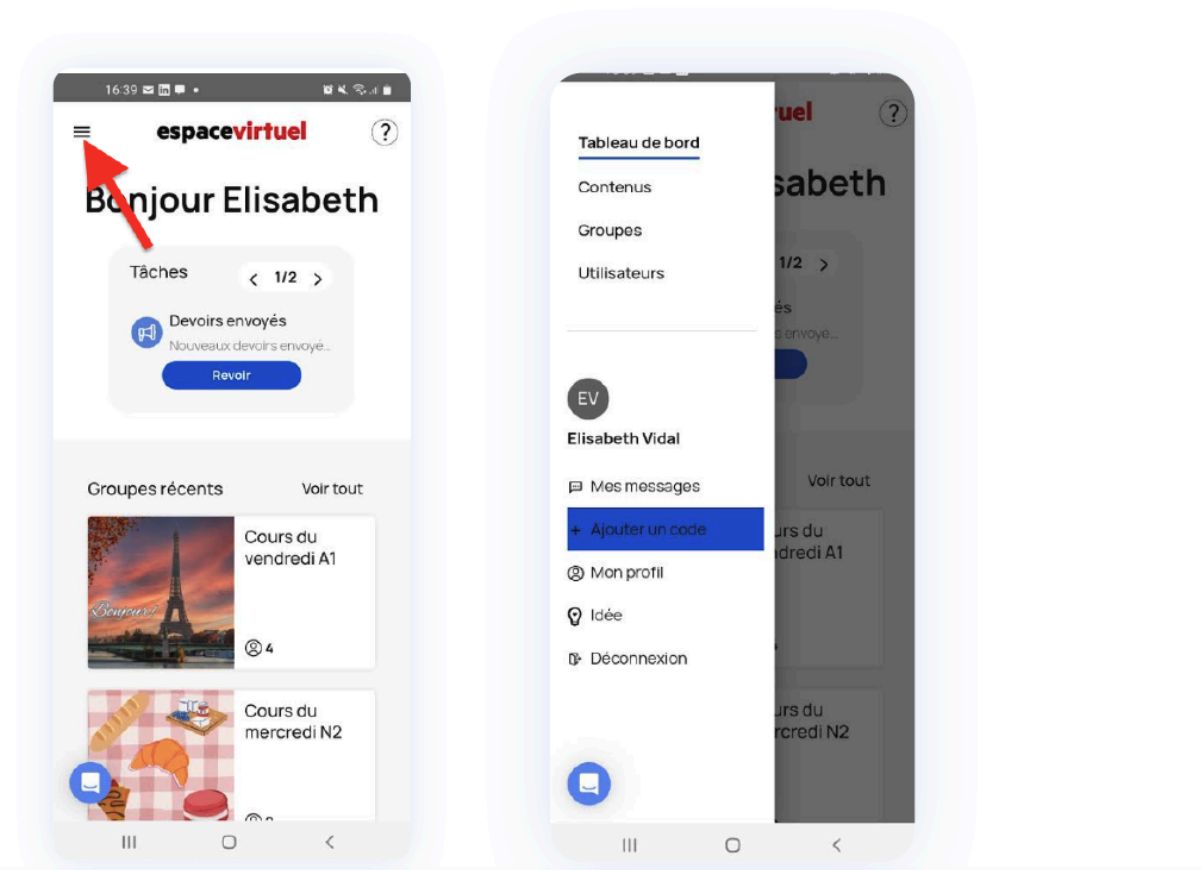 16:39
espacevirtuel
?
Bonjour Elisabeth
Tâches
1/2
Devoirs envoyés
Nouveaux devoirs envoyé...
Revoir
Groupes récents
Voir tout
Cours du
vendredi A1
Bonjour!
4
Cours du
mercredi N2
uel
?
Tableau de bord
sabeth
Contenus
Groupes
Utilisateurs
1/2
és
s envoyé...
EV
Elisabeth Vidal
Mes messages
Voir tout
+ Ajouter un code
urs du
ndredi A1
Mon profil
Idée
Déconnexion
urs du
rcredi N2